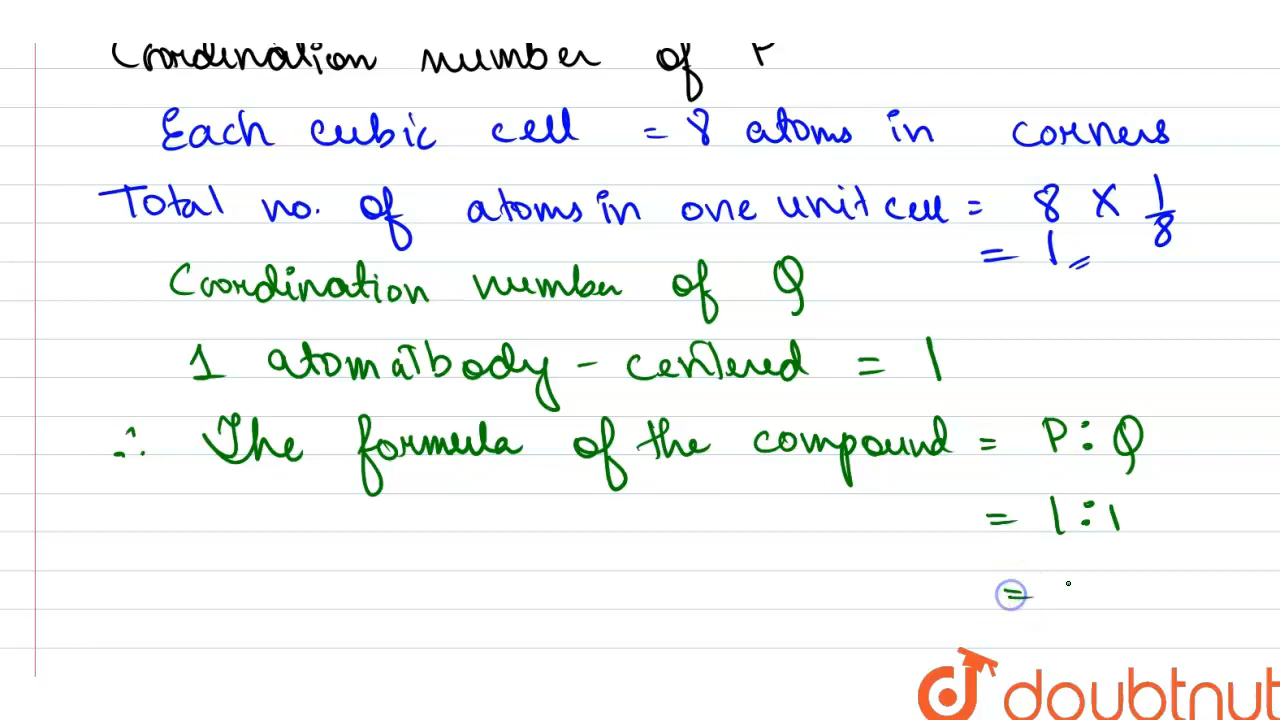 Coordination number of P
Each cubic cell = 8 atoms in corners
Total no. of atoms in one unit cell = 8 × 1/8
= 1
Coordination number of Q
1 atom at body - centered = 1
∴ The formula of the compound = P : Q
= 1 : 1
=
doubtnut